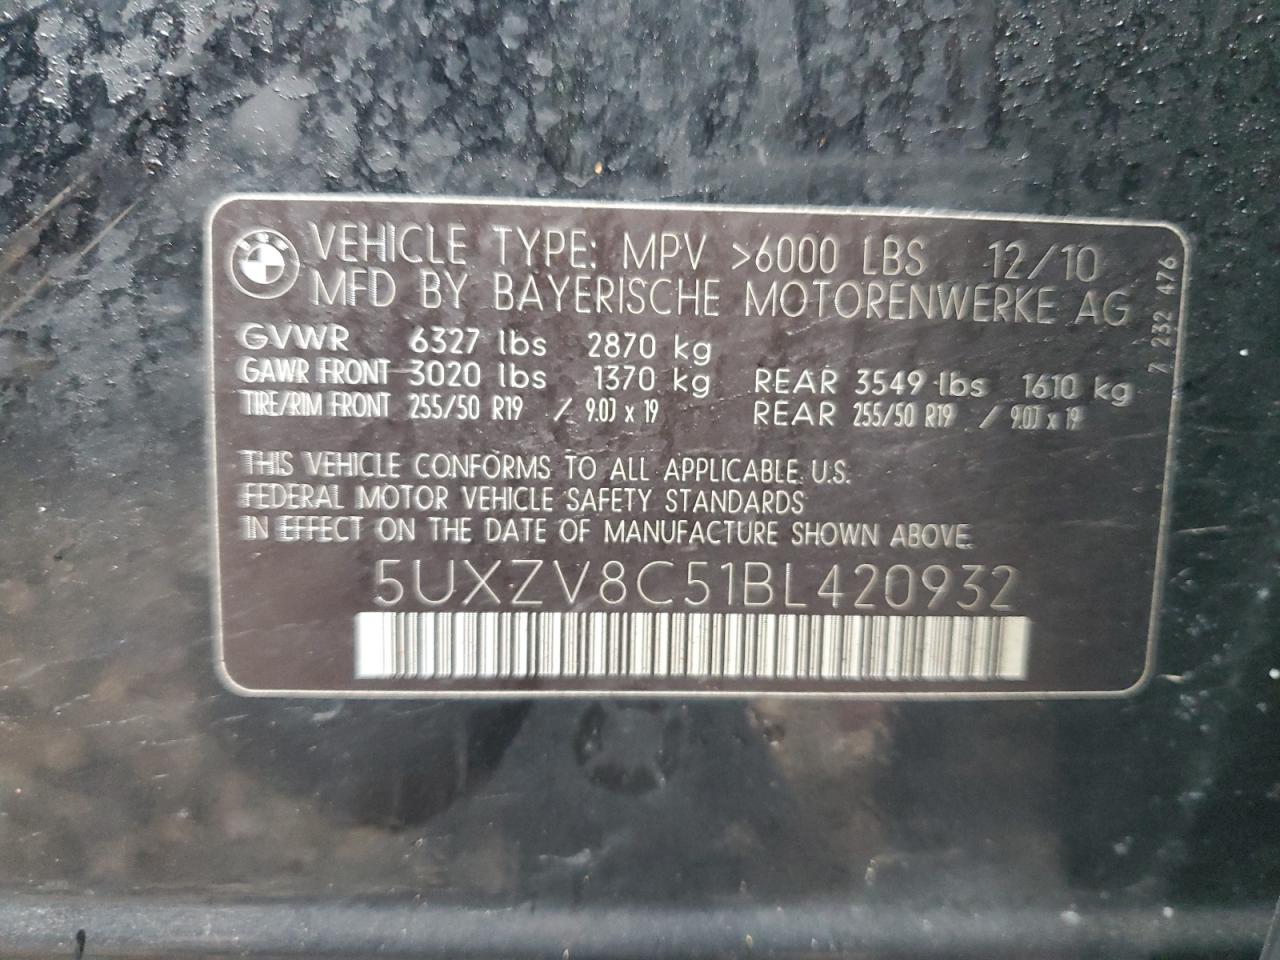 VEHICLE TYPE: MPV >6000 LBS 12/10
MFD BY BAYERISCHE MOTORENWERKE AG
GVWR 6327 lbs 2870 kg
GAWR FRONT 3020 lbs 1370 kg REAR 3549 lbs 1610 kg
TIRE/RIM FRONT 255/50 R19 / 9.0J x 19 REAR 255/50 R19 / 9.0J x 19
THIS VEHICLE CONFORMS TO ALL APPLICABLE U.S.
FEDERAL MOTOR VEHICLE SAFETY STANDARDS
IN EFFECT ON THE DATE OF MANUFACTURE SHOWN ABOVE.
5UXZV8C51BL420932
7 232 476